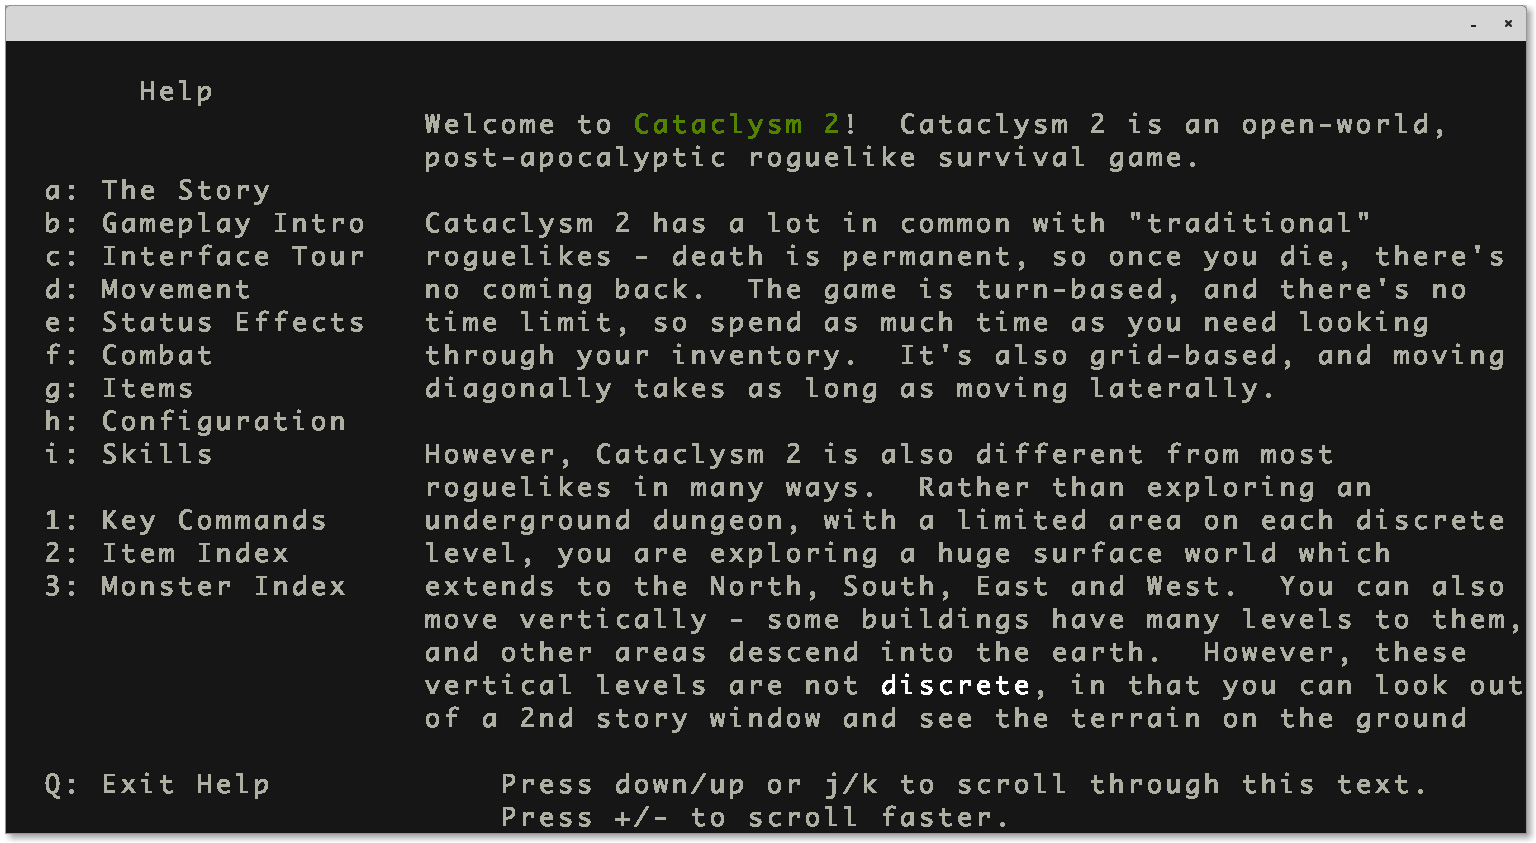 Help
Welcome to Cataclysm 2!  Cataclysm 2 is an open-world,
post-apocalyptic roguelike survival game.
a: The Story
b: Gameplay Intro
c: Interface Tour
d: Movement
e: Status Effects
f: Combat
g: Items
h: Configuration
i: Skills
1: Key Commands
2: Item Index
3: Monster Index
Cataclysm 2 has a lot in common with "traditional"
roguelikes - death is permanent, so once you die, there's
no coming back.  The game is turn-based, and there's no
time limit, so spend as much time as you need looking
through your inventory.  It's also grid-based, and moving
diagonally takes as long as moving laterally.
However, Cataclysm 2 is also different from most
roguelikes in many ways.  Rather than exploring an
underground dungeon, with a limited area on each discrete
level, you are exploring a huge surface world which
extends to the North, South, East and West.  You can also
move vertically - some buildings have many levels to them,
and other areas descend into the earth.  However, these
vertical levels are not discrete, in that you can look out
of a 2nd story window and see the terrain on the ground
Q: Exit Help
Press down/up or j/k to scroll through this text.
Press +/- to scroll faster.